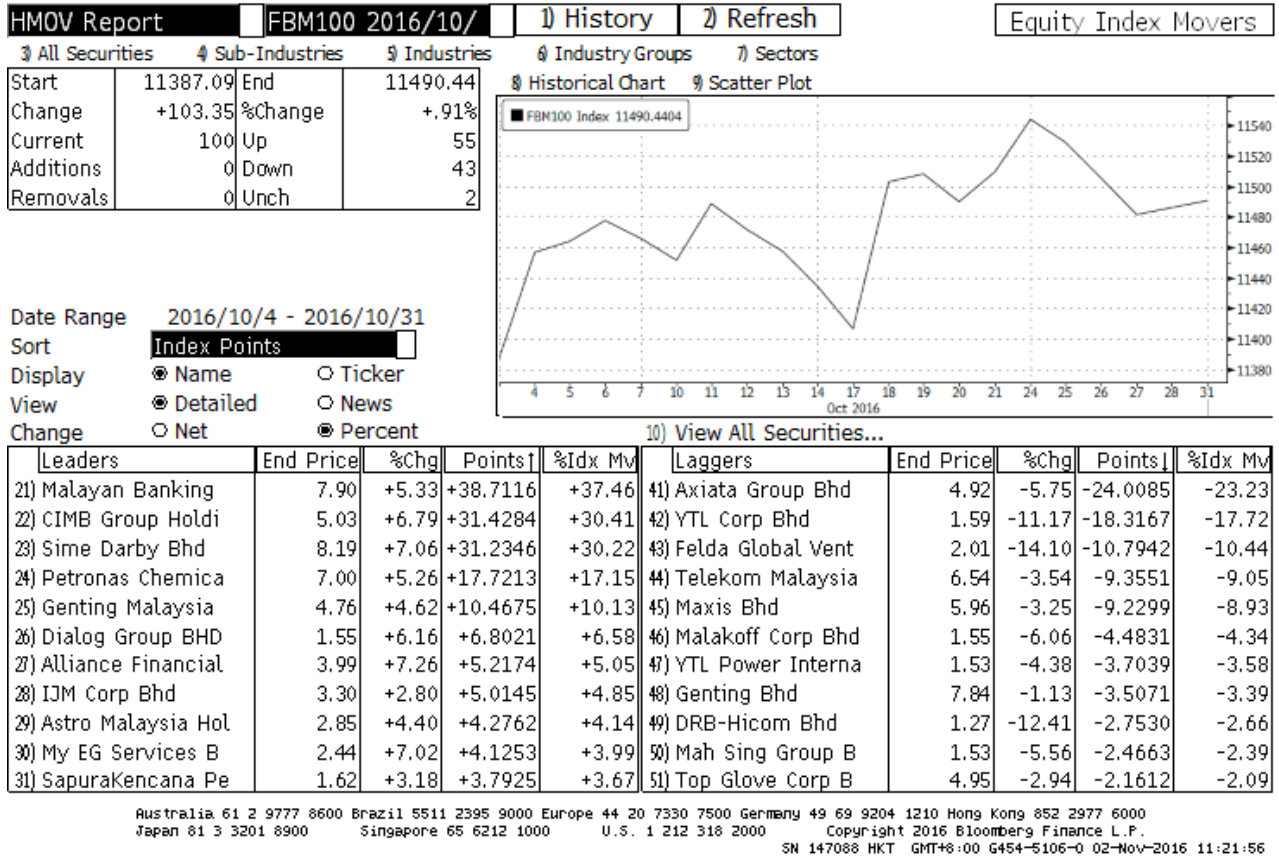 HMOV Report FBM100 2016/10/ 1) History 2) Refresh Equity Index Movers
3) All Securities 4) Sub-Industries 5) Industries 6) Industry Groups 7) Sectors
Start 11387.09 End 11490.44
Change +103.35 %Change +.91%
Current 100 Up 55
Additions 0 Down 43
Removals 0 Unch 2
8) Historical Chart 9) Scatter Plot
FBM100 Index 11490.4404
11540
11520
11500
11480
11460
11440
11420
11400
11380
4 5 6 7 10 11 12 13 14 17 18 19 20 21 24 25 26 27 28 31
Oct 2016
Date Range 2016/10/4 - 2016/10/31
Sort Index Points
Display Name Ticker
View Detailed News
Change Net Percent
10) View All Securities...
Leaders End Price %Chg Points↑ %Idx Mv Laggers End Price %Chg Points↓ %Idx Mv
21) Malayan Banking 7.90 +5.33 +38.7116 +37.46 41) Axiata Group Bhd 4.92 -5.75 -24.0085 -23.23
22) CIMB Group Holdi 5.03 +6.79 +31.4284 +30.41 42) YTL Corp Bhd 1.59 -11.17 -18.3167 -17.72
23) Sime Darby Bhd 8.19 +7.06 +31.2346 +30.22 43) Felda Global Vent 2.01 -14.10 -10.7942 -10.44
24) Petronas Chemica 7.00 +5.26 +17.7213 +17.15 44) Telekom Malaysia 6.54 -3.54 -9.3551 -9.05
25) Genting Malaysia 4.76 +4.62 +10.4675 +10.13 45) Maxis Bhd 5.96 -3.25 -9.2299 -8.93
26) Dialog Group BHD 1.55 +6.16 +6.8021 +6.58 46) Malakoff Corp Bhd 1.55 -6.06 -4.4831 -4.34
27) Alliance Financial 3.99 +7.26 +5.2174 +5.05 47) YTL Power Interna 1.53 -4.38 -3.7039 -3.58
28) IJM Corp Bhd 3.30 +2.80 +5.0145 +4.85 48) Genting Bhd 7.84 -1.13 -3.5071 -3.39
29) Astro Malaysia Hol 2.85 +4.40 +4.2762 +4.14 49) DRB-Hicom Bhd 1.27 -12.41 -2.7530 -2.66
30) My EG Services B 2.44 +7.02 +4.1253 +3.99 50) Mah Sing Group B 1.53 -5.56 -2.4663 -2.39
31) SapuraKencana Pe 1.62 +3.18 +3.7925 +3.67 51) Top Glove Corp B 4.95 -2.94 -2.1612 -2.09
Australia 61 2 9777 8600 Brazil 5511 2395 9000 Europe 44 20 7330 7500 Germany 49 69 9204 1210 Hong Kong 852 2977 6000
Japan 81 3 3201 8900 Singapore 65 6212 1000 U.S. 1 212 318 2000 Copyright 2016 Bloomberg Finance L.P.
SN 147088 HKT GMT+8:00 G454-5106-0 02-Nov-2016 11:21:56